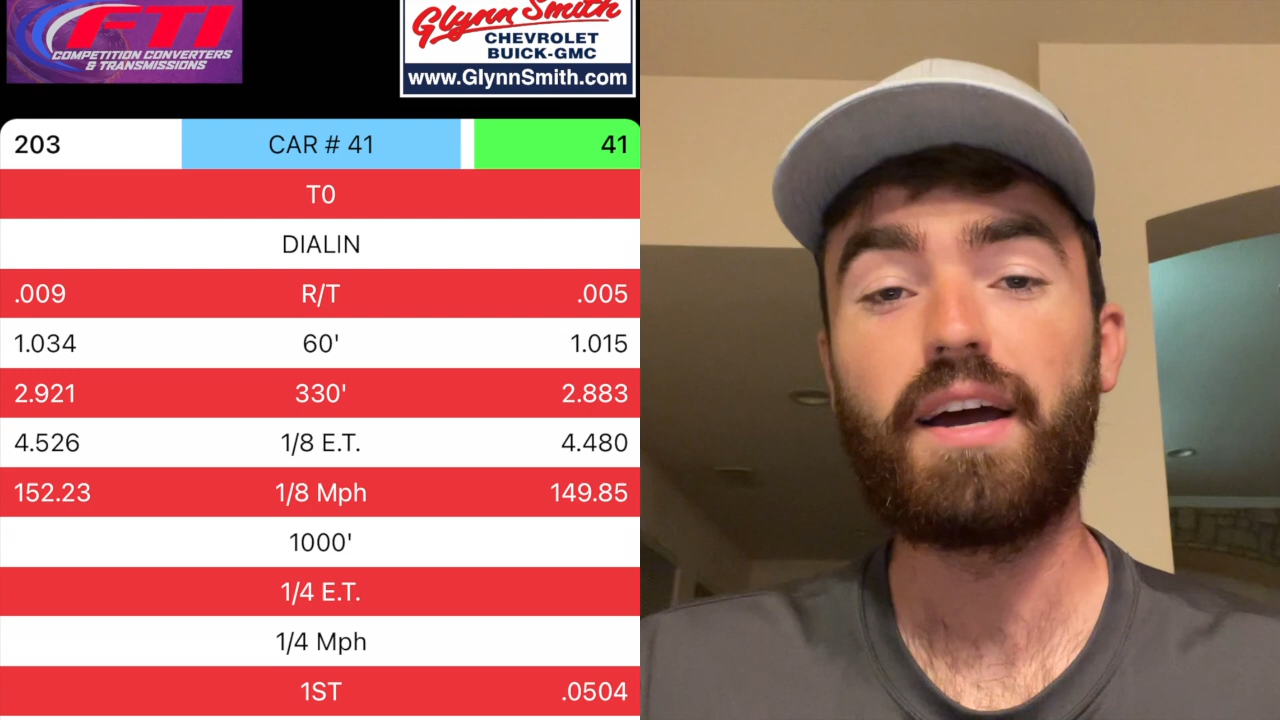 FTI
COMPETITION CONVERTERS
& TRANSMISSIONS
Glynn Smith
CHEVROLET
BUICK-GMC
www.GlynnSmith.com
203 CAR # 41 41
T0
DIALIN
.009 R/T .005
1.034 60' 1.015
2.921 330' 2.883
4.526 1/8 E.T. 4.480
152.23 1/8 Mph 149.85
1000'
1/4 E.T.
1/4 Mph
1ST .0504